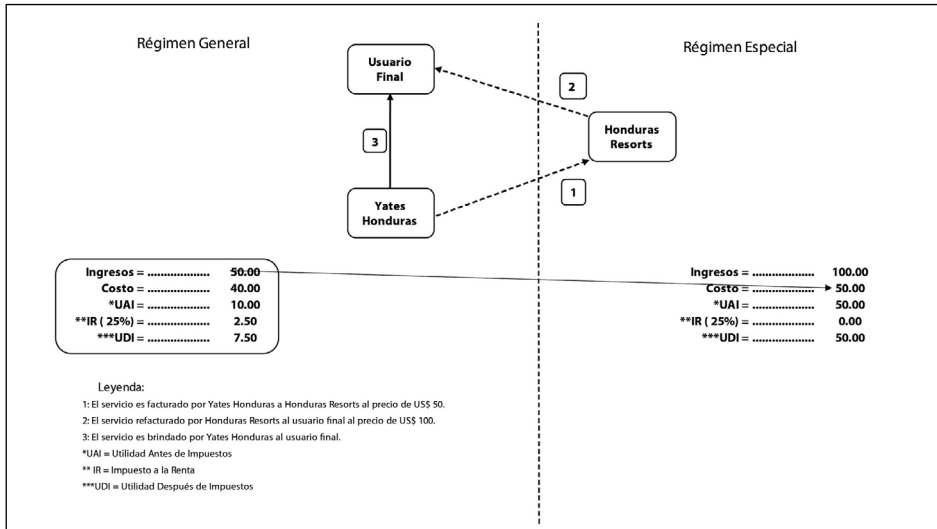 Régimen General
Régimen Especial
Usuario
Final
2
Honduras
Resorts
3
1
Yates
Honduras
Ingresos = ................... 50.00
Costo = ................... 40.00
*UAI = ................... 10.00
**IR ( 25%) = ................... 2.50
***UDI = ................... 7.50
Ingresos = ................... 100.00
Costo = ................... 50.00
*UAI = ................... 50.00
**IR ( 25%) = ................... 0.00
***UDI = ................... 50.00
Leyenda:
1: El servicio es facturado por Yates Honduras a Honduras Resorts al precio de US$ 50.
2: El servicio refacturado por Honduras Resorts al usuario final al precio de US$ 100.
3: El servicio es brindado por Yates Honduras al usuario final.
*UAI = Utilidad Antes de Impuestos
** IR = Impuesto a la Renta
***UDI = Utilidad Después de Impuestos